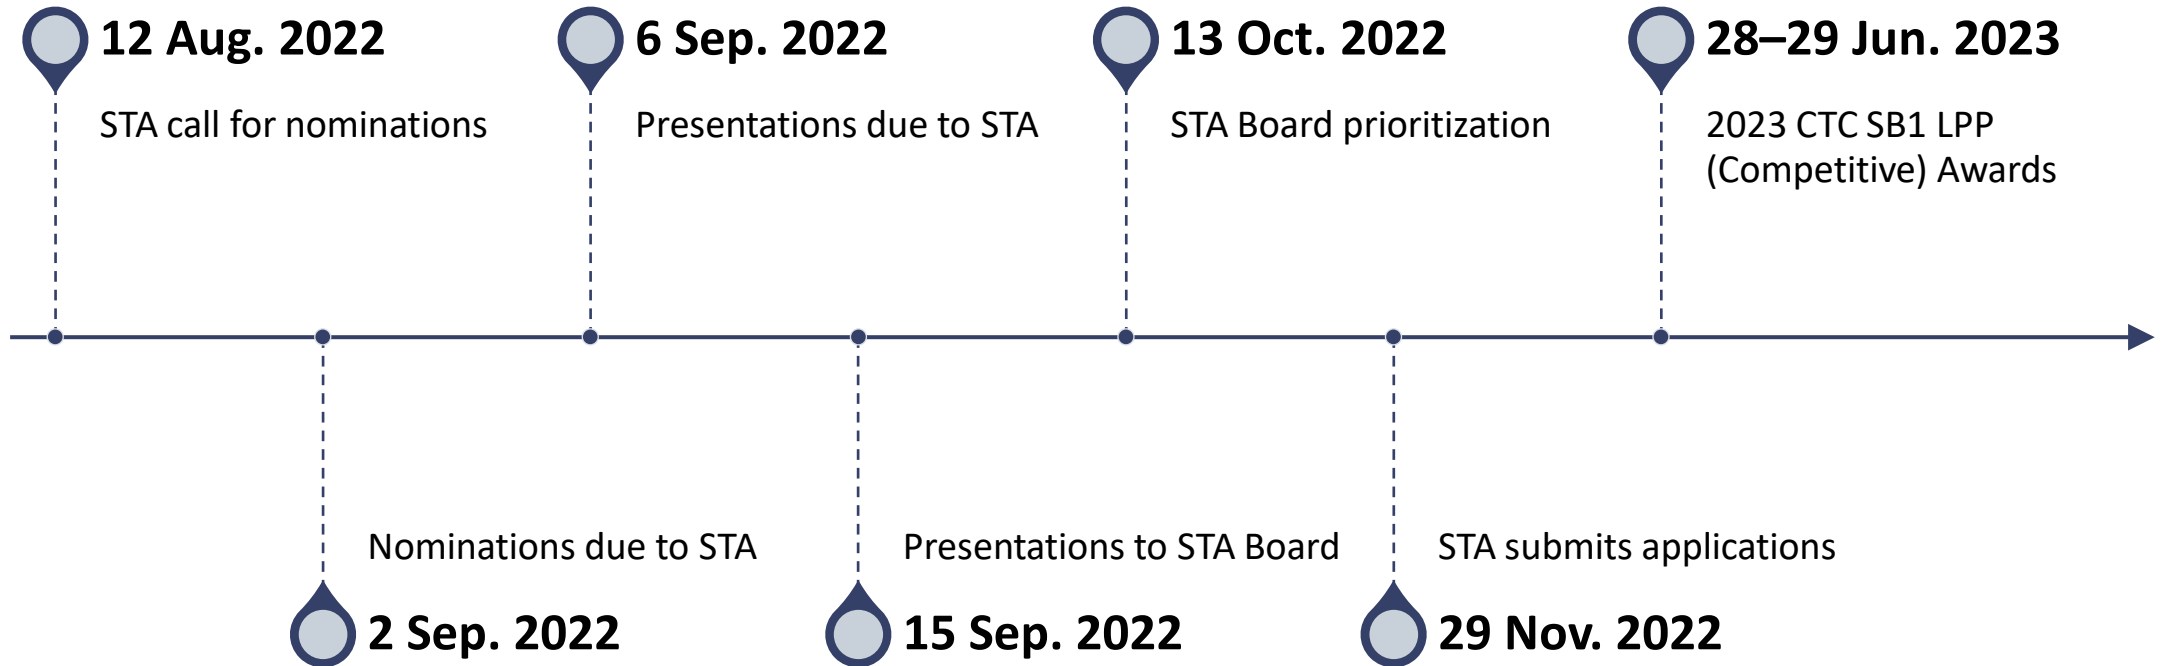 12 Aug. 2022
STA call for nominations
6 Sep. 2022
Presentations due to STA
13 Oct. 2022
STA Board prioritization
28–29 Jun. 2023
2023 CTC SB1 LPP
(Competitive) Awards
Nominations due to STA
2 Sep. 2022
Presentations to STA Board
15 Sep. 2022
STA submits applications
29 Nov. 2022